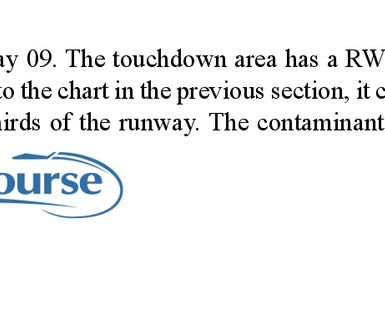 ay 09. The touchdown area has a RW
to the chart in the previous section, it c
hirds of the runway. The contaminant
ourse